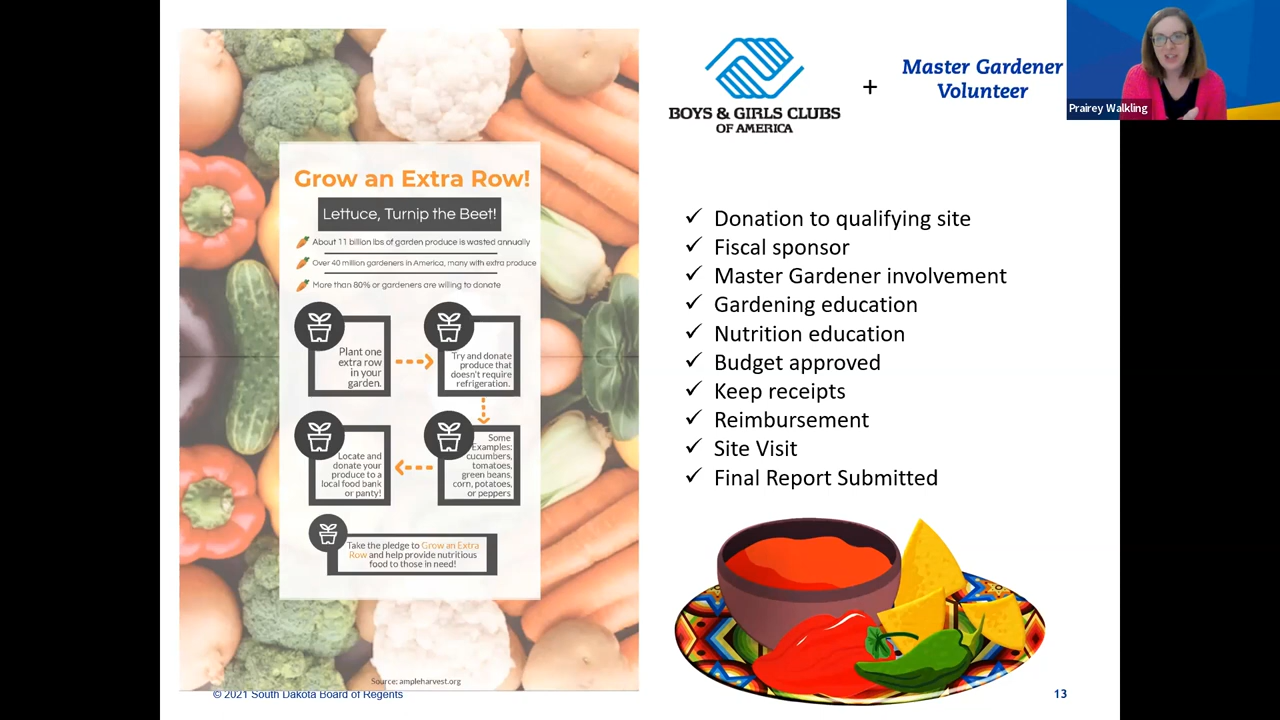 Grow an Extra Row!
Lettuce, Turnip the Beet!
About 11 billion lbs of garden produce is wasted annually
Over 40 million gardeners in America, many with extra produce
More than 80% or gardeners are willing to donate
Plant one
extra row
in your
garden.
Try and donate
produce that
doesn't require
refrigeration.
Some
Examples:
cucumbers,
tomatoes,
green beans,
corn, potatoes,
or peppers
Locate and
donate your
produce to a
local food bank
or panty!
Take the pledge to Grow an Extra
Row and help provide nutritious
food to those in need!
Source: ampleharvest.org
© 2021 South Dakota Board of Regents
BOYS & GIRLS CLUBS
OF AMERICA
+
Master Gardener
Volunteer
Prairey Walkling
✓ Donation to qualifying site
✓ Fiscal sponsor
✓ Master Gardener involvement
✓ Gardening education
✓ Nutrition education
✓ Budget approved
✓ Keep receipts
✓ Reimbursement
✓ Site Visit
✓ Final Report Submitted
13